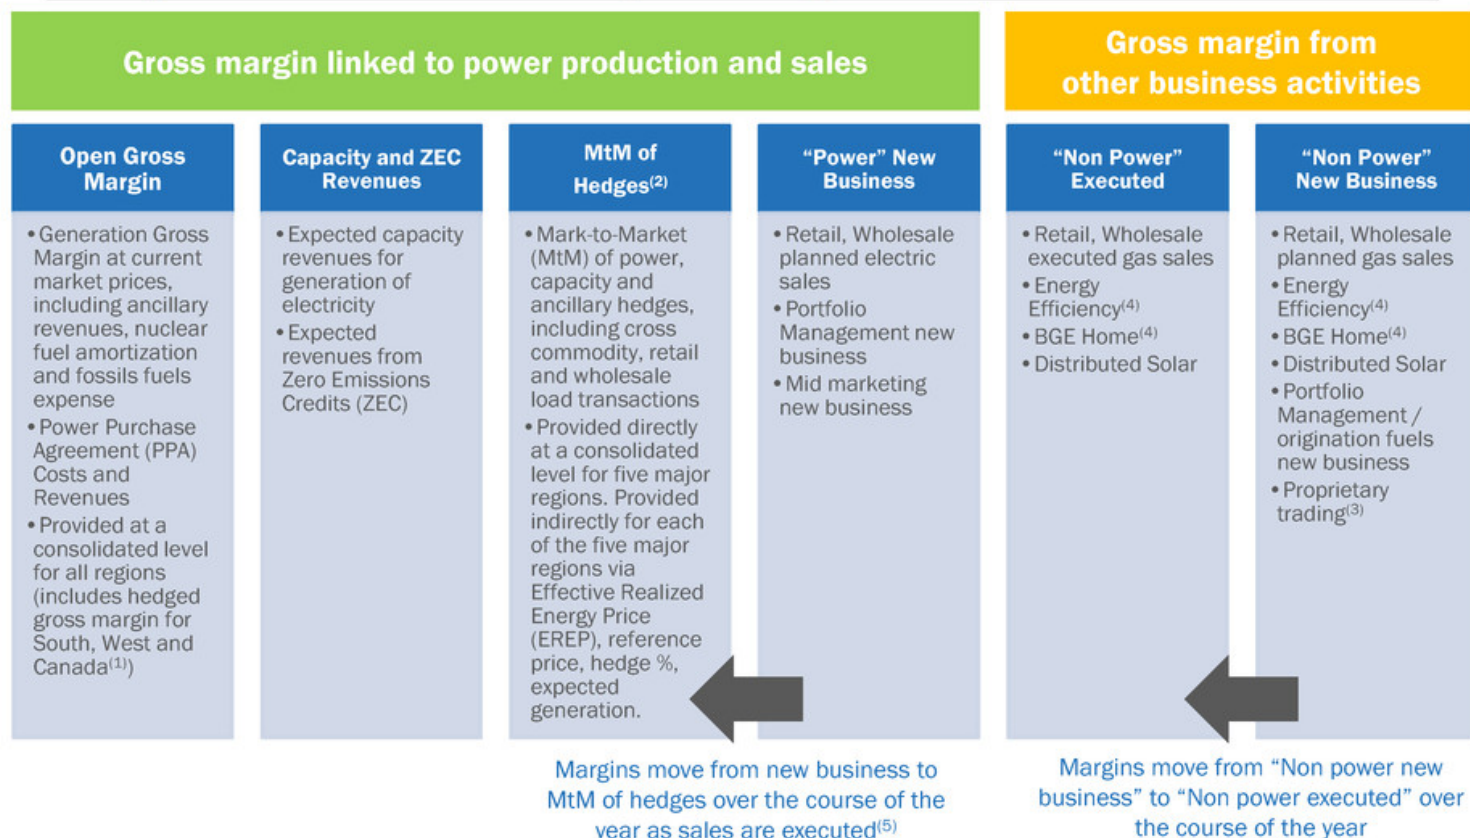 Gross margin linked to power production and sales
Gross margin from
other business activities
Open Gross
Margin
• Generation Gross
Margin at current
market prices,
including ancillary
revenues, nuclear
fuel amortization
and fossils fuels
expense
• Power Purchase
Agreement (PPA)
Costs and
Revenues
• Provided at a
consolidated level
for all regions
(includes hedged
gross margin for
South, West and
Canada(1))
Capacity and ZEC
Revenues
• Expected capacity
revenues for
generation of
electricity
• Expected
revenues from
Zero Emissions
Credits (ZEC)
MtM of
Hedges(2)
• Mark-to-Market
(MtM) of power,
capacity and
ancillary hedges,
including cross
commodity, retail
and wholesale
load transactions
• Provided directly
at a consolidated
level for five major
regions. Provided
indirectly for each
of the five major
regions via
Effective Realized
Energy Price
(EREP), reference
price, hedge %,
expected
generation.
“Power” New
Business
• Retail, Wholesale
planned electric
sales
• Portfolio
Management new
business
• Mid marketing
new business
“Non Power”
Executed
• Retail, Wholesale
executed gas sales
• Energy
Efficiency(4)
• BGE Home(4)
• Distributed Solar
“Non Power”
New Business
• Retail, Wholesale
planned gas sales
• Energy
Efficiency(4)
• BGE Home(4)
• Distributed Solar
• Portfolio
Management /
origination fuels
new business
• Proprietary
trading(3)
Margins move from new business to
MtM of hedges over the course of the
year as sales are executed(5)
Margins move from “Non power new
business” to “Non power executed” over
the course of the year